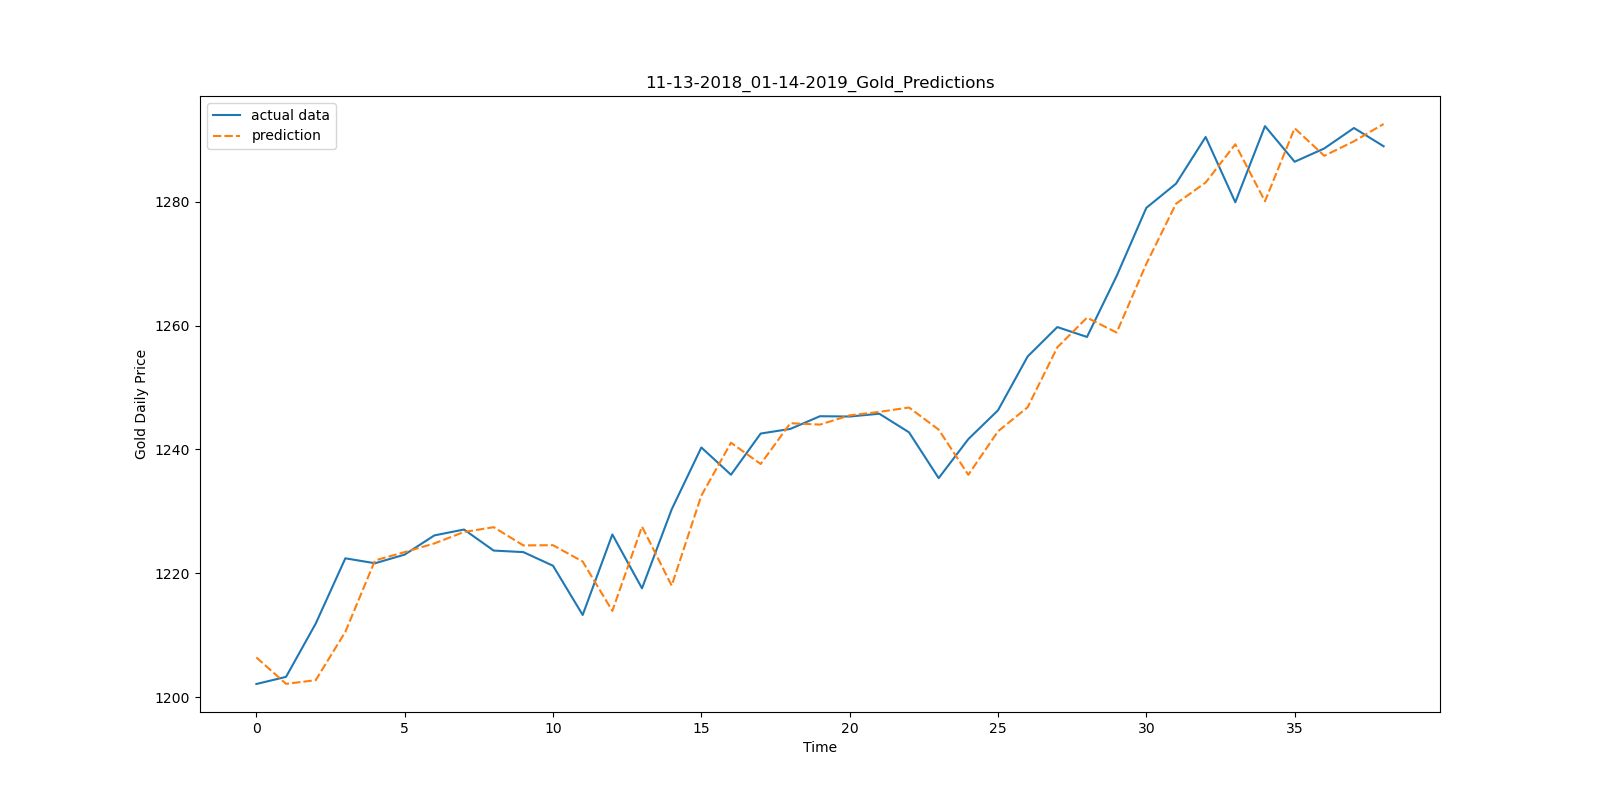 11-13-2018_01-14-2019_Gold_Predictions
actual data
prediction
Gold Daily Price
1280
1260
1240
1220
1200
0 5 10 15 20 25 30 35
Time